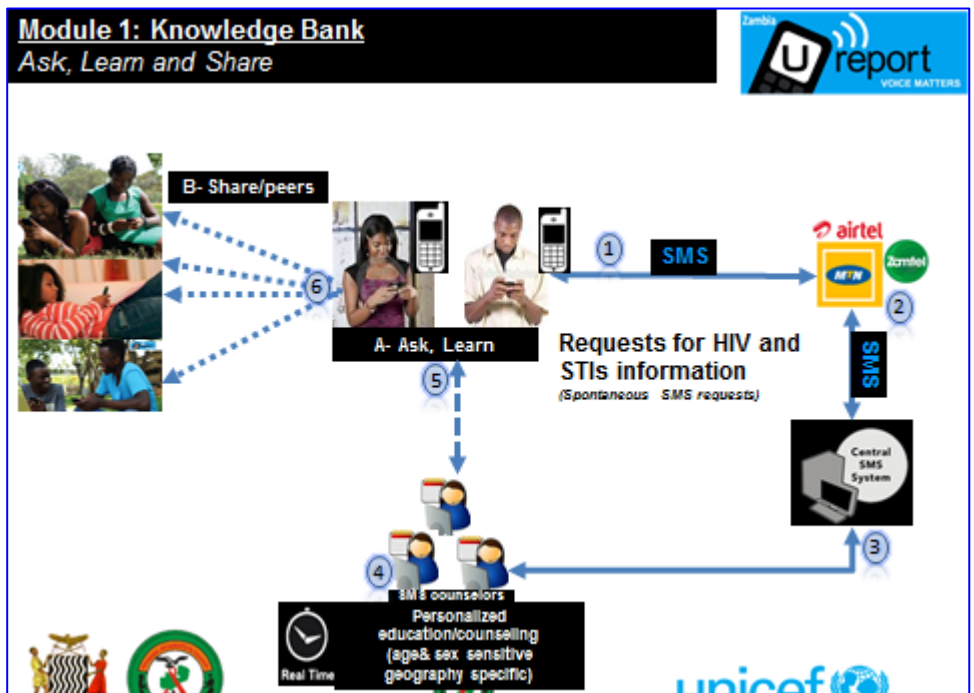 Module 1: Knowledge Bank
Ask, Learn and Share
Zambia
U report
VOICE MATTERS
B- Share/peers
1
SMS
airtel
MTN
Zamtel
2
6
A- Ask, Learn
Requests for HIV and
STIs information
(Spontaneous SMS requests)
5
SMS
Central
SMS
System
3
4
SMS counselors
Personalized
education/counseling
(age& sex sensitive
geography specific)
Real Time
unicef